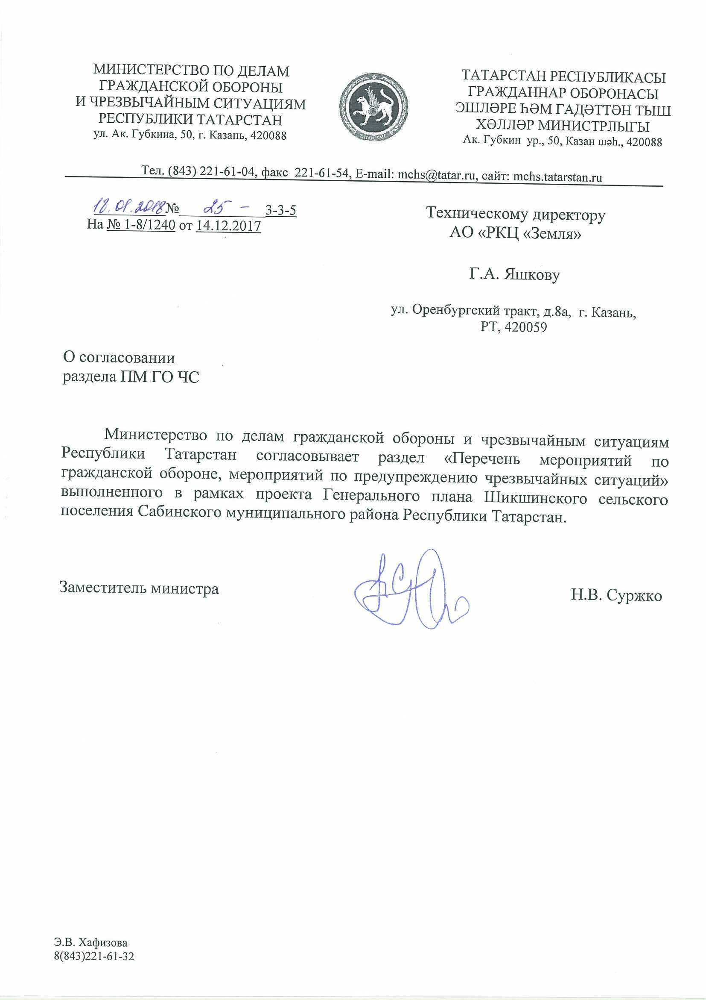 МИНИСТЕРСТВО ПО ДЕЛАМ
ГРАЖДАНСКОЙ ОБОРОНЫ
И ЧРЕЗВЫЧАЙНЫМ СИТУАЦИЯМ
РЕСПУБЛИКИ ТАТАРСТАН
ул. Ак. Губкина, 50, г. Казань, 420088
ТАТАРСТАН
ТАТАРСТАН РЕСПУБЛИКАСЫ
ГРАЖДАННАР ОБОРОНАСЫ
ЭШЛӘРЕ ҺӘМ ГАДӘТТӘН ТЫШ
ХӘЛЛӘР МИНИСТРЛЫГЫ
Ак. Губкин ур., 50, Казан шәһ., 420088
Тел. (843) 221-61-04, факс 221-61-54, E-mail: mchs@tatar.ru, сайт: mchs.tatarstan.ru
18.01.2018 № 25 – 3-3-5
На № 1-8/1240 от 14.12.2017
Техническому директору
АО «РКЦ «Земля»
Г.А. Яшкову
ул. Оренбургский тракт, д.8а, г. Казань,
РТ, 420059
О согласовании
раздела ПМ ГО ЧС
Министерство по делам гражданской обороны и чрезвычайным ситуациям
Республики Татарстан согласовывает раздел «Перечень мероприятий по
гражданской обороне, мероприятий по предупреждению чрезвычайных ситуаций»
выполненного в рамках проекта Генерального плана Шикшинского сельского
поселения Сабинского муниципального района Республики Татарстан.
Заместитель министра
Н.В. Суржко
Э.В. Хафизова
8(843)221-61-32